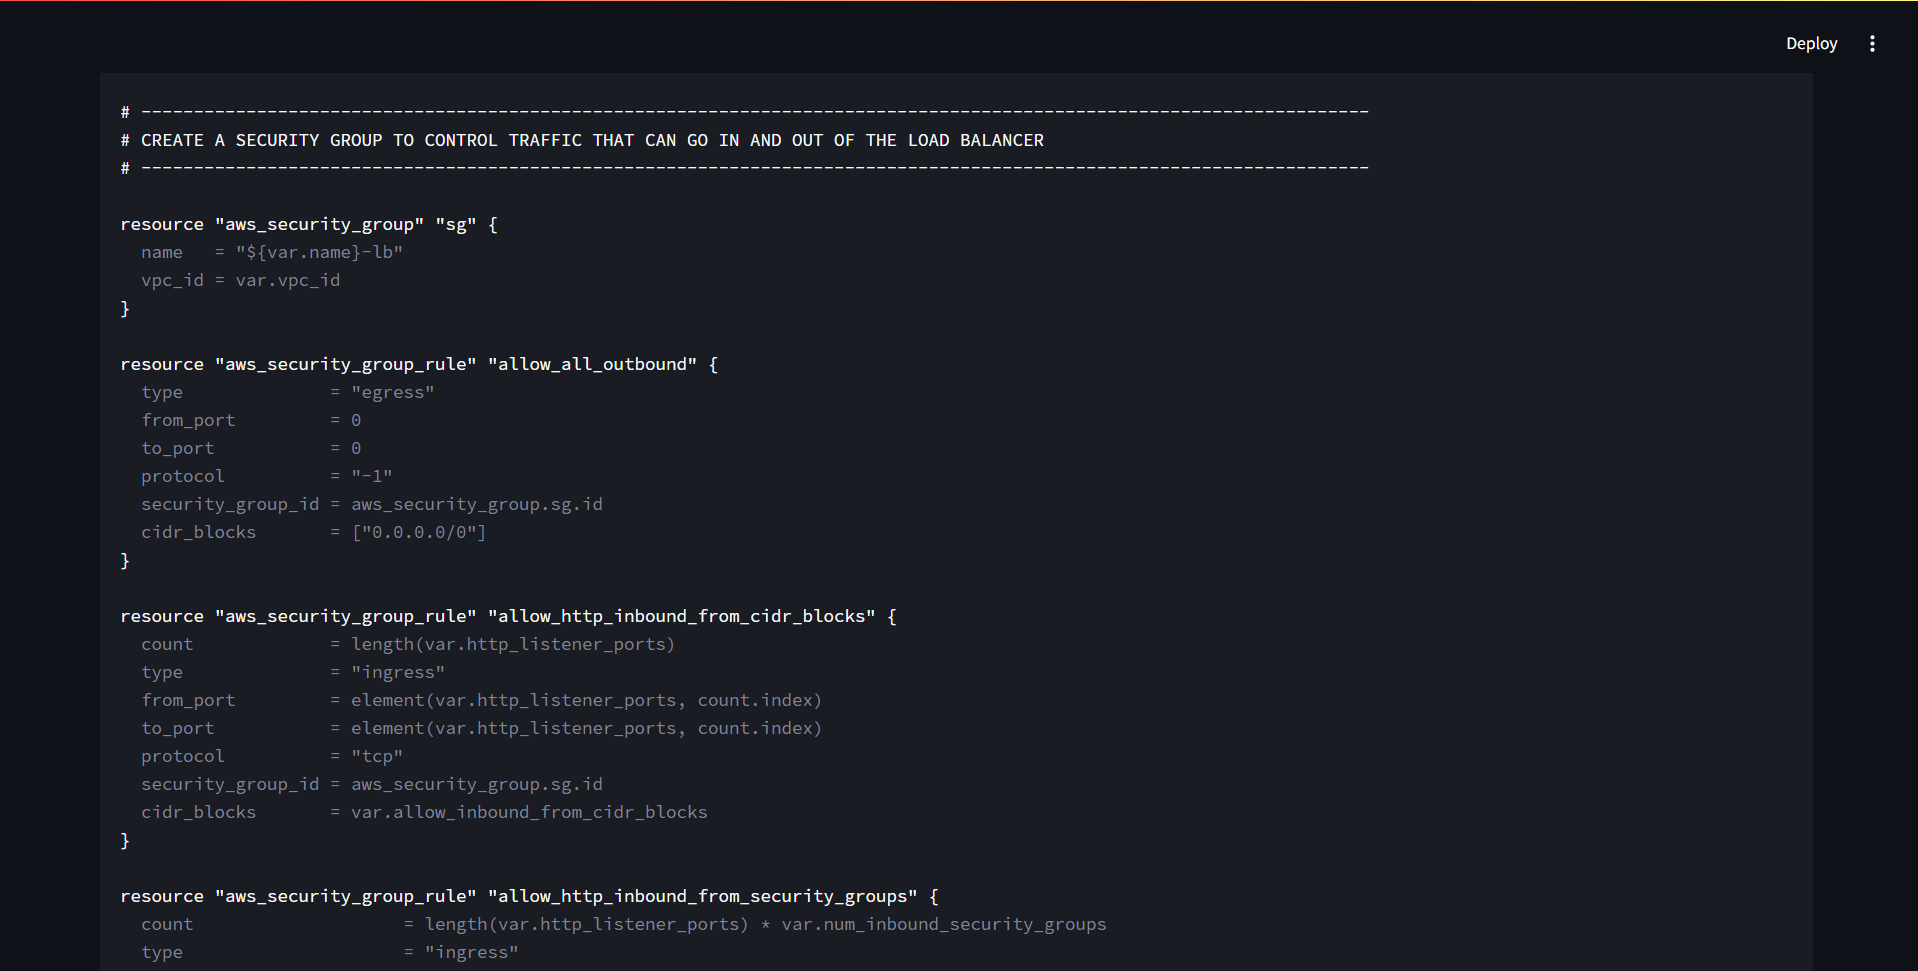 Deploy
# ---------------------------------------------------------------------------------------------------------------------
# CREATE A SECURITY GROUP TO CONTROL TRAFFIC THAT CAN GO IN AND OUT OF THE LOAD BALANCER
# ---------------------------------------------------------------------------------------------------------------------

resource "aws_security_group" "sg" {
  name   = "${var.name}-lb"
  vpc_id = var.vpc_id
}

resource "aws_security_group_rule" "allow_all_outbound" {
  type              = "egress"
  from_port         = 0
  to_port           = 0
  protocol          = "-1"
  security_group_id = aws_security_group.sg.id
  cidr_blocks       = ["0.0.0.0/0"]
}

resource "aws_security_group_rule" "allow_http_inbound_from_cidr_blocks" {
  count             = length(var.http_listener_ports)
  type              = "ingress"
  from_port         = element(var.http_listener_ports, count.index)
  to_port           = element(var.http_listener_ports, count.index)
  protocol          = "tcp"
  security_group_id = aws_security_group.sg.id
  cidr_blocks       = var.allow_inbound_from_cidr_blocks
}

resource "aws_security_group_rule" "allow_http_inbound_from_security_groups" {
  count                    = length(var.http_listener_ports) * var.num_inbound_security_groups
  type                     = "ingress"